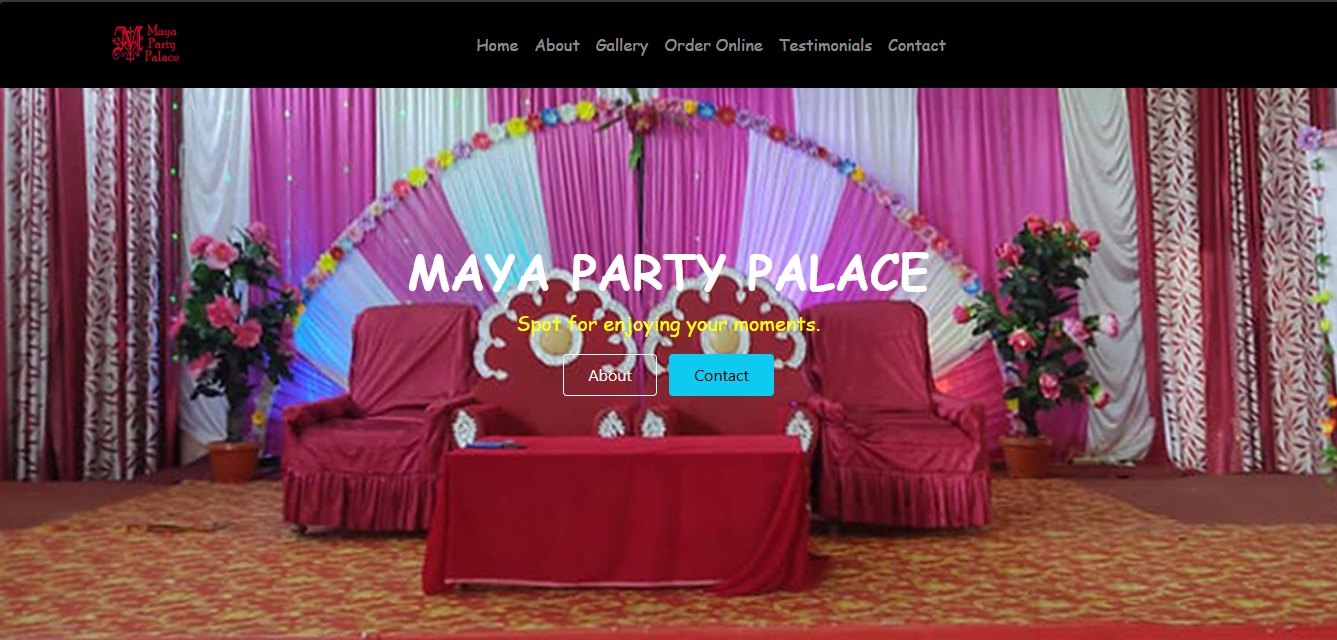 Maya
Party
Palace
Home About Gallery Order Online Testimonials Contact
MAYA PARTY PALACE
Spot for enjoying your moments.
About Contact